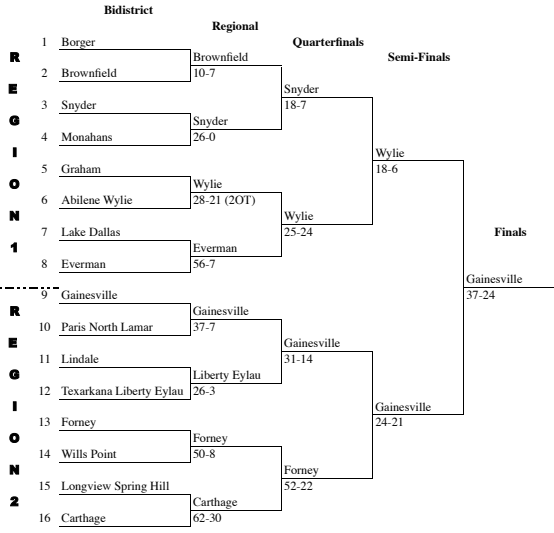 Bidistrict
Regional
Quarterfinals
Semi-Finals
Finals
REGION 1
1 Borger
2 Brownfield
3 Snyder
4 Monahans
5 Graham
6 Abilene Wylie
7 Lake Dallas
8 Everman
REGION 2
9 Gainesville
10 Paris North Lamar
11 Lindale
12 Texarkana Liberty Eylau
13 Forney
14 Wills Point
15 Longview Spring Hill
16 Carthage
Brownfield
10-7
Snyder
26-0
Wylie
28-21 (2OT)
Everman
56-7
Gainesville
37-7
Liberty Eylau
26-3
Forney
50-8
Carthage
62-30
Snyder
18-7
Wylie
25-24
Gainesville
31-14
Forney
52-22
Wylie
18-6
Gainesville
24-21
Gainesville
37-24